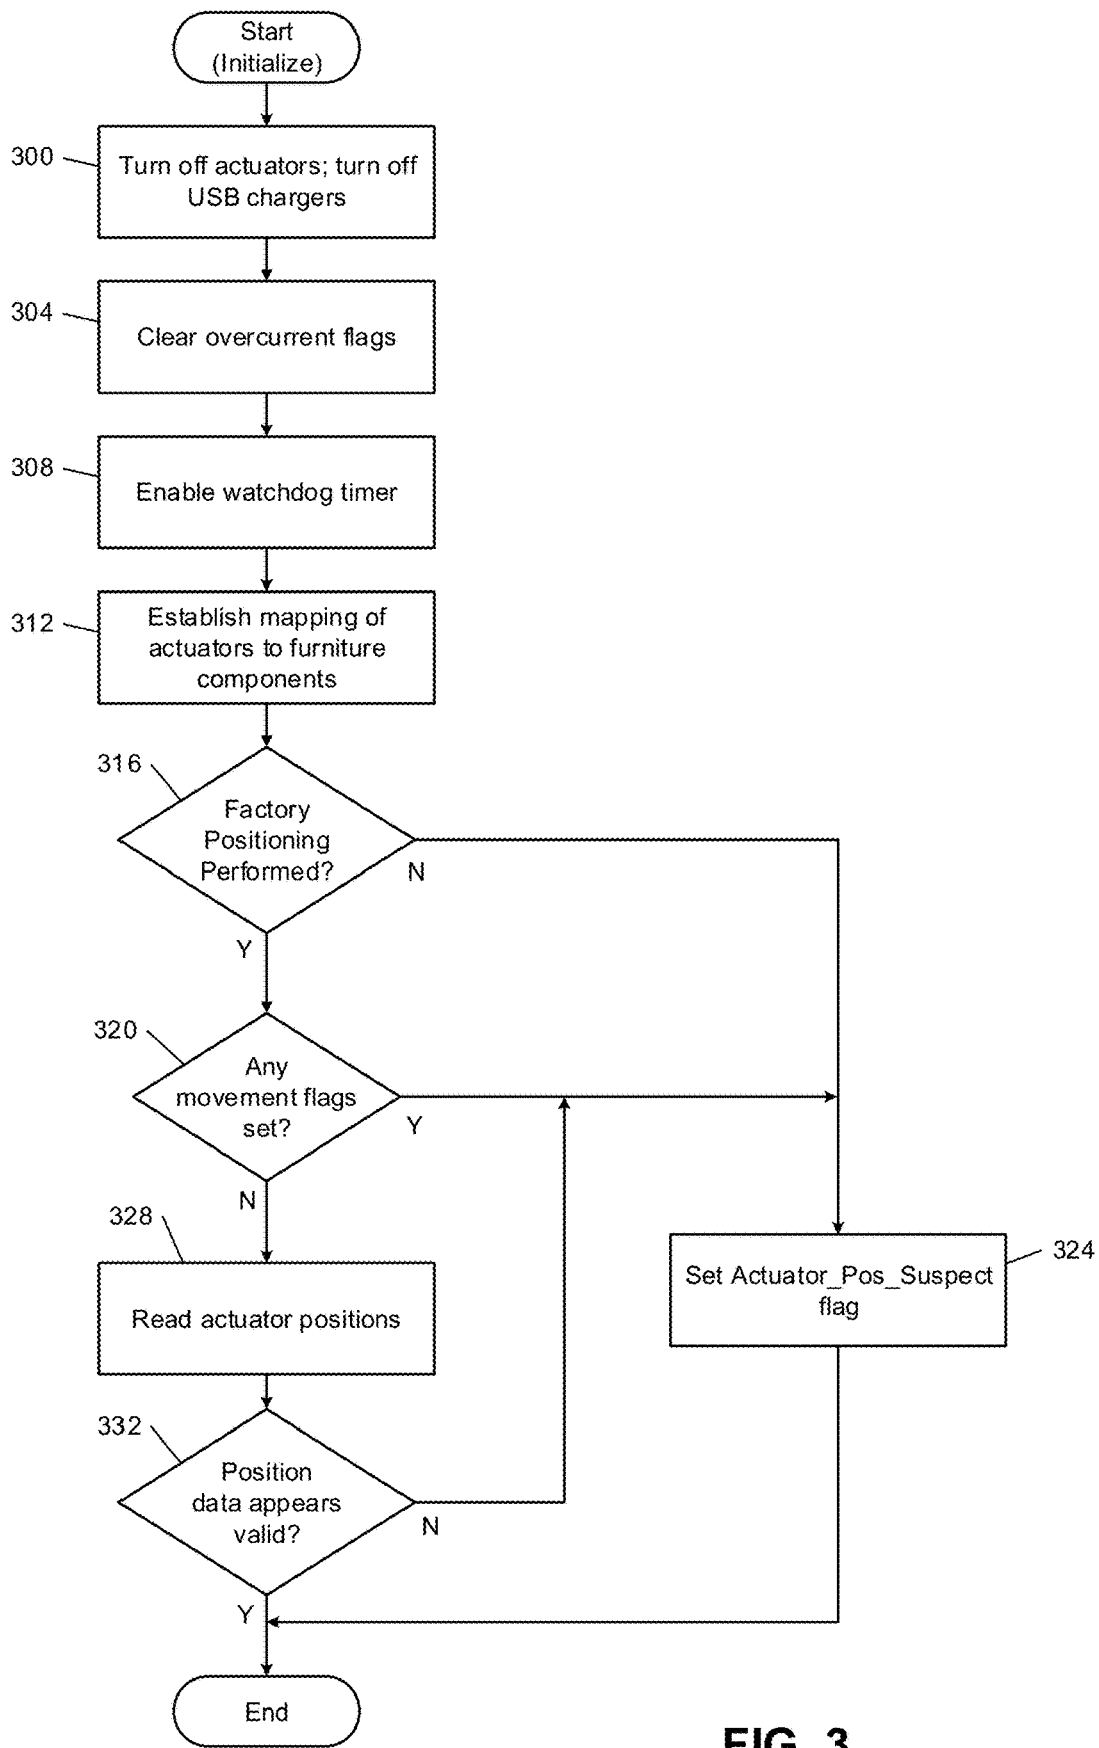 Start
(Initialize)
300
Turn off actuators; turn off
USB chargers
304
Clear overcurrent flags
308
Enable watchdog timer
312
Establish mapping of
actuators to furniture
components
316
Factory
Positioning
Performed?
N
Y
320
Any
movement flags
set?
Y
N
328
Read actuator positions
324
Set Actuator_Pos_Suspect
flag
332
Position
data appears
valid?
N
Y
End
FIG. 3